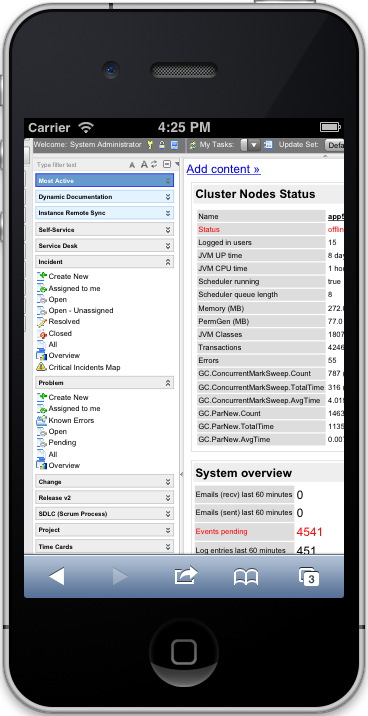 Carrier 4:25 PM
Welcome: System Administrator My Tasks: Update Set: Defa
Type filter text A A
Most Active
Dynamic Documentation
Instance Remote Sync
Self-Service
Service Desk
Incident
Create New
Assigned to me
Open
Open - Unassigned
Resolved
Closed
All
Overview
Critical Incidents Map
Problem
Create New
Assigned to me
Known Errors
Open
Pending
All
Overview
Change
Release v2
SDLC (Scrum Process)
Project
Time Cards
Add content »
Cluster Nodes Status
Name app5
Status offlin
Logged in users 15
JVM UP time 8 day
JVM CPU time 1 hou
Scheduler running true
Scheduler queue length 8
Memory (MB) 272.
PermGen (MB) 77.0
JVM Classes 1807
Transactions 4246
Errors 55
GC.ConcurrentMarkSweep.Count 787 (
GC.ConcurrentMarkSweep.TotalTime 316 m
GC.ConcurrentMarkSweep.AvgTime 4.015
GC.ParNew.Count 1463
GC.ParNew.TotalTime 1135
GC.ParNew.AvgTime 0.007
System overview
Emails (recv) last 60 minutes 0
Emails (sent) last 60 minutes 0
Events pending 4541
Log entries last 60 minutes 451
3